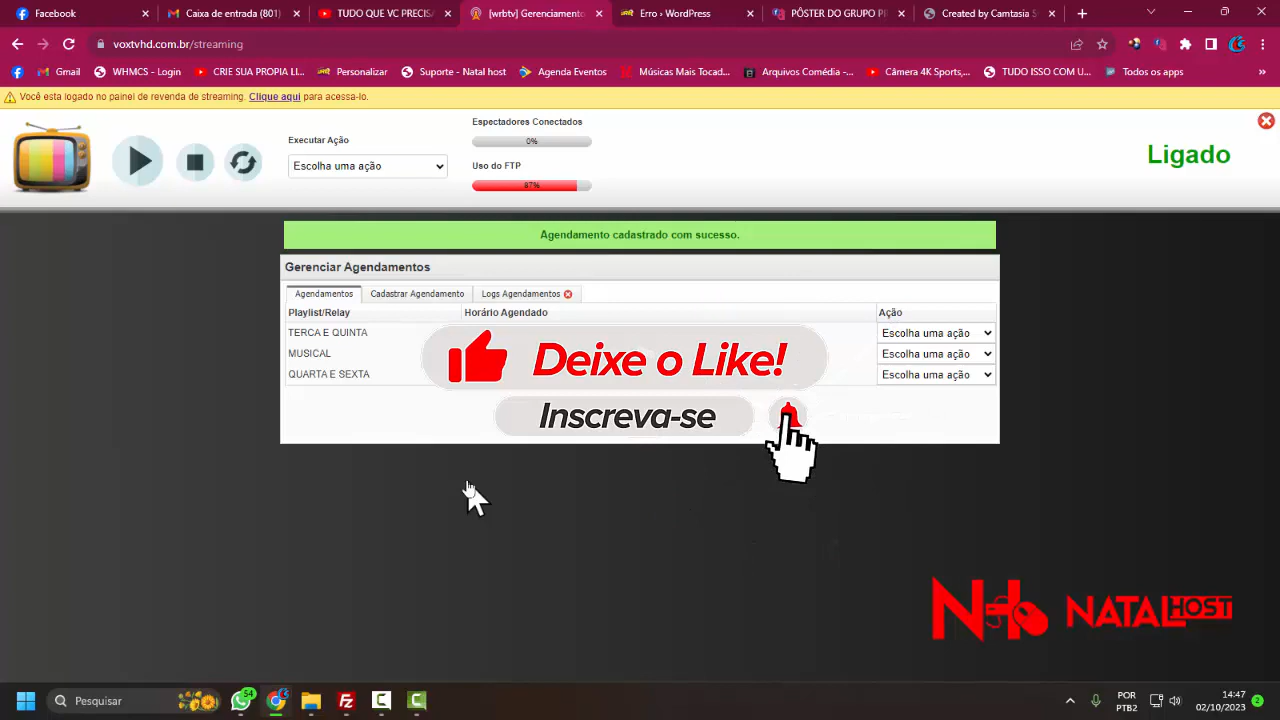 Facebook
Caixa de entrada (801)
TUDO QUE VC PRECISA
[wrbtv] Gerenciamento
Erro › WordPress
PÔSTER DO GRUPO PI
Created by Camtasia S
voxtvhd.com.br/streaming
Gmail
WHMCS - Login
CRIE SUA PROPIA LI...
Personalizar
Suporte - Natal host
Agenda Eventos
Músicas Mais Tocad...
Arquivos Comédia,...
Câmera 4K Sports,...
TUDO ISSO COM U...
Todos os apps
Você esta logado no painel de revenda de streaming. Clique aqui para acessa-lo.
Executar Ação
Escolha uma ação
Espectadores Conectados
0%
Uso do FTP
87%
Ligado
Agendamento cadastrado com sucesso.
Gerenciar Agendamentos
Agendamentos
Cadastrar Agendamento
Logs Agendamentos
Playlist/Relay
Horário Agendado
Ação
TERCA E QUINTA
Escolha uma ação
MUSICAL
Escolha uma ação
QUARTA E SEXTA
Escolha uma ação
Deixe o Like!
Inscreva-se
NH NATALHOST
Pesquisar
54
POR
PTB2
14:47
02/10/2023
2